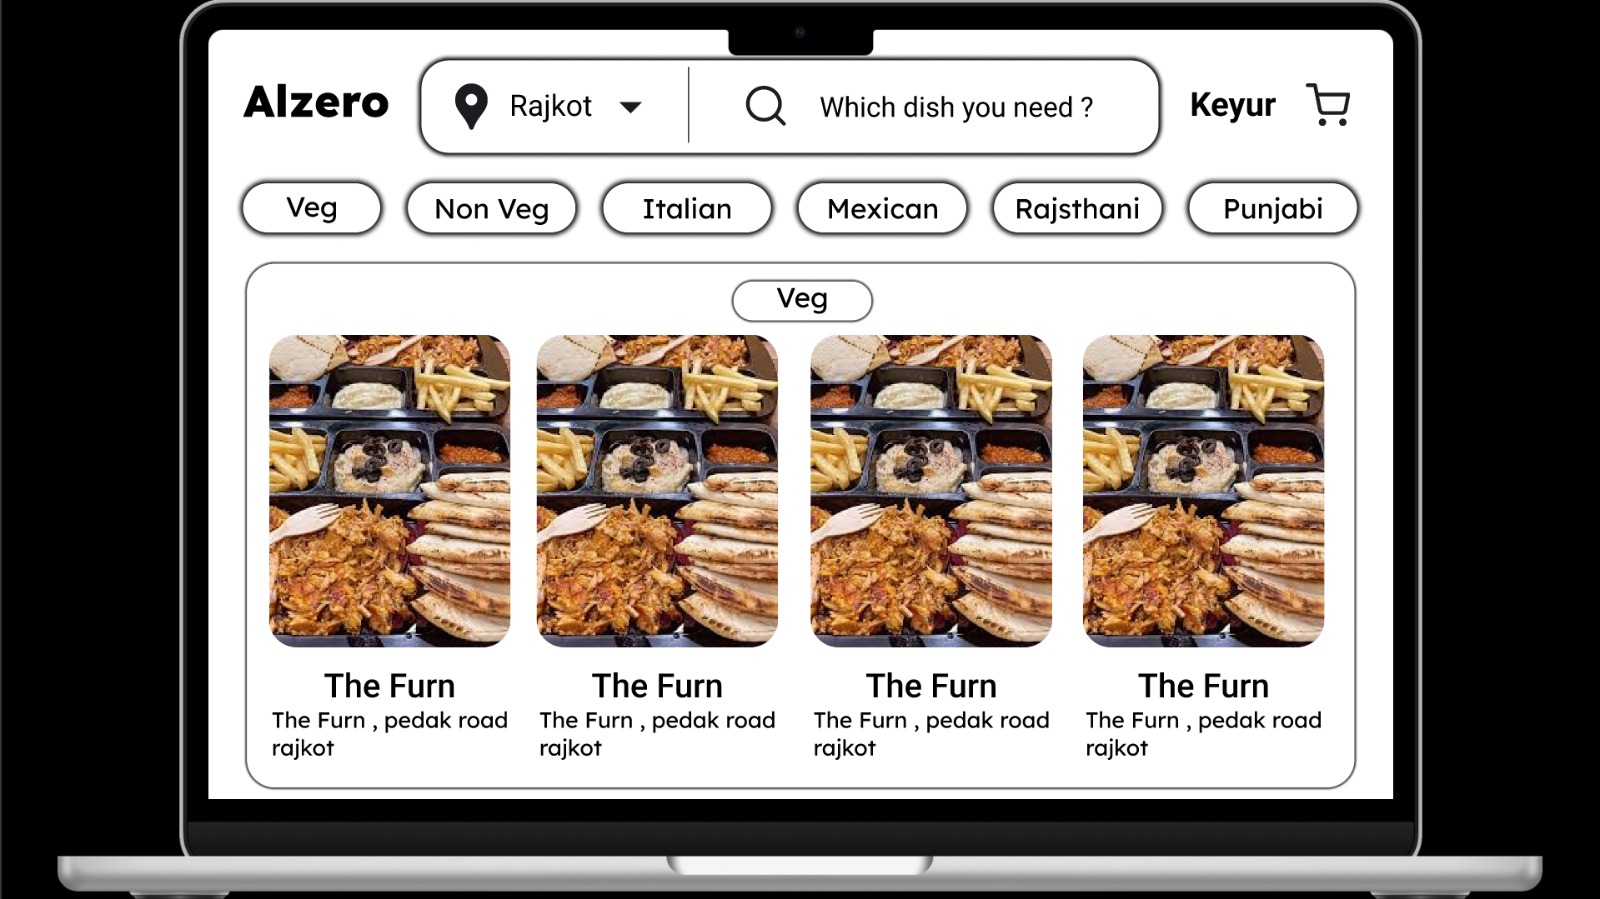 Alzero
Rajkot
Which dish you need ?
Keyur
Veg
Non Veg
Italian
Mexican
Rajsthani
Punjabi
Veg
The Furn
The Furn , pedak road
rajkot
The Furn
The Furn , pedak road
rajkot
The Furn
The Furn , pedak road
rajkot
The Furn
The Furn , pedak road
rajkot